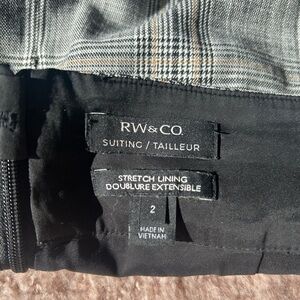 RW&CO.
SUITING / TAILLEUR
STRETCH LINING
DOUBLURE EXTENSIBLE
2
MADE IN
VIETNAM